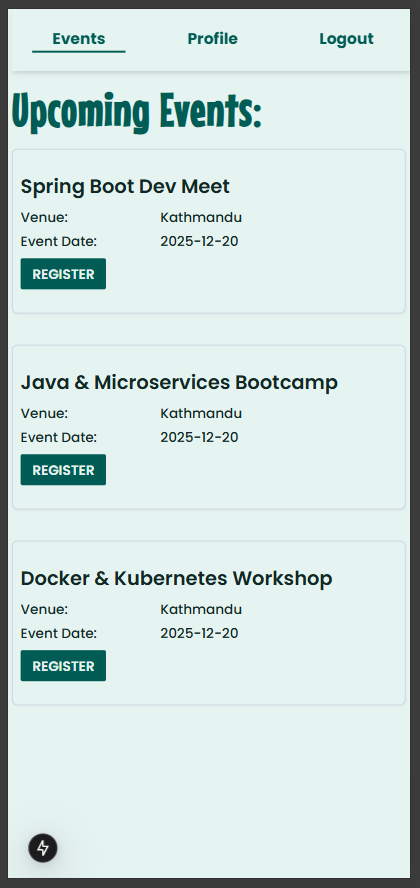 Events Profile Logout
Upcoming Events:
Spring Boot Dev Meet
Venue: Kathmandu
Event Date: 2025-12-20
REGISTER
Java & Microservices Bootcamp
Venue: Kathmandu
Event Date: 2025-12-20
REGISTER
Docker & Kubernetes Workshop
Venue: Kathmandu
Event Date: 2025-12-20
REGISTER